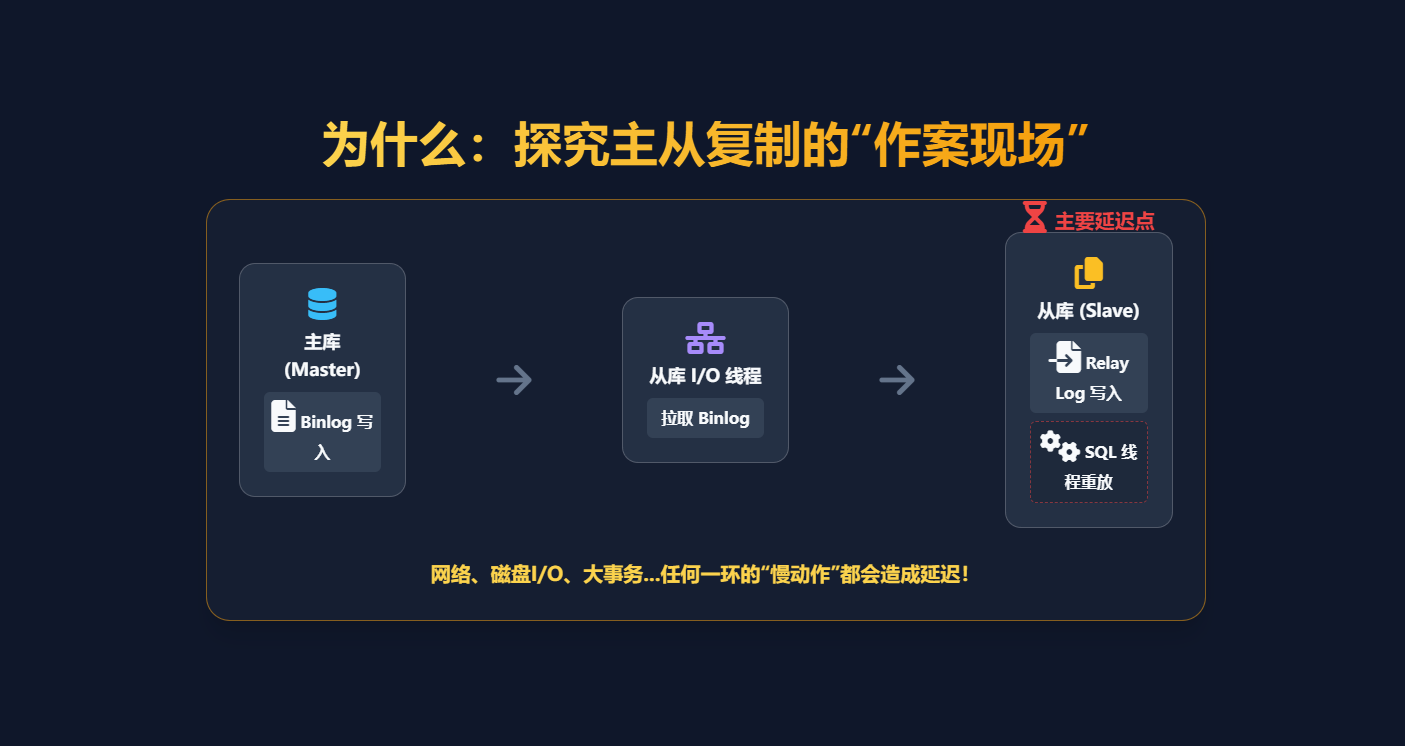 为什么：探究主从复制的“作案现场”
主要延迟点
主库
(Master)
Binlog 写
入
从库 I/O 线程
拉取 Binlog
从库 (Slave)
Relay
Log 写入
SQL 线
程重放
网络、磁盘I/O、大事务...任何一环的“慢动作”都会造成延迟！